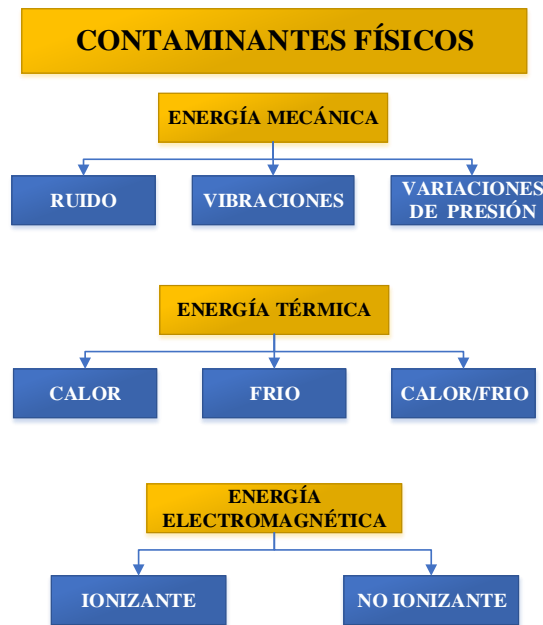 CONTAMINANTES FÍSICOS
ENERGÍA MECÁNICA
RUIDO
VIBRACIONES
VARIACIONES
DE PRESIÓN
ENERGÍA TÉRMICA
CALOR
FRIO
CALOR/FRIO
ENERGÍA
ELECTROMAGNÉTICA
IONIZANTE
NO IONIZANTE